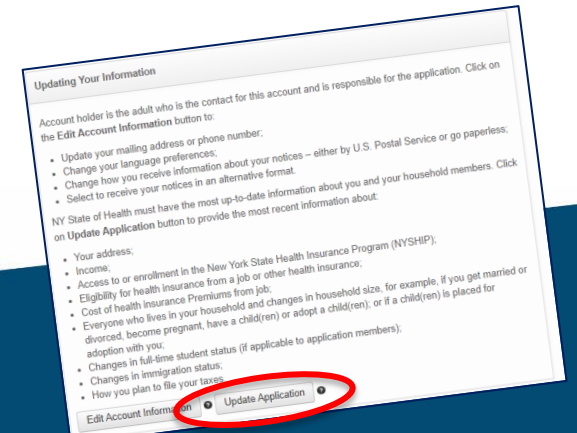 Updating Your Information
Account holder is the adult who is the contact for this account and is responsible for the application. Click on
the Edit Account Information button to:
• Update your mailing address or phone number;
• Change your language preferences;
• Change how you receive information about your notices – either by U.S. Postal Service or go paperless;
• Select to receive your notices in an alternative format.
NY State of Health must have the most up-to-date information about you and your household members. Click
on Update Application button to provide the most recent information about:
• Your address;
• Income;
• Access to or enrollment in the New York State Health Insurance Program (NYSHIP);
• Eligibility for health insurance from a job or other health insurance;
• Cost of health insurance Premiums from job;
• Everyone who lives in your household and changes in household size, for example, if you get married or
divorced, become pregnant, have a child(ren) or adopt a child(ren); or if a child(ren) is placed for
adoption with you;
• Changes in full-time student status (if applicable to application members);
• Changes in immigration status;
• How you plan to file your taxes.
Edit Account Information ? Update Application ?